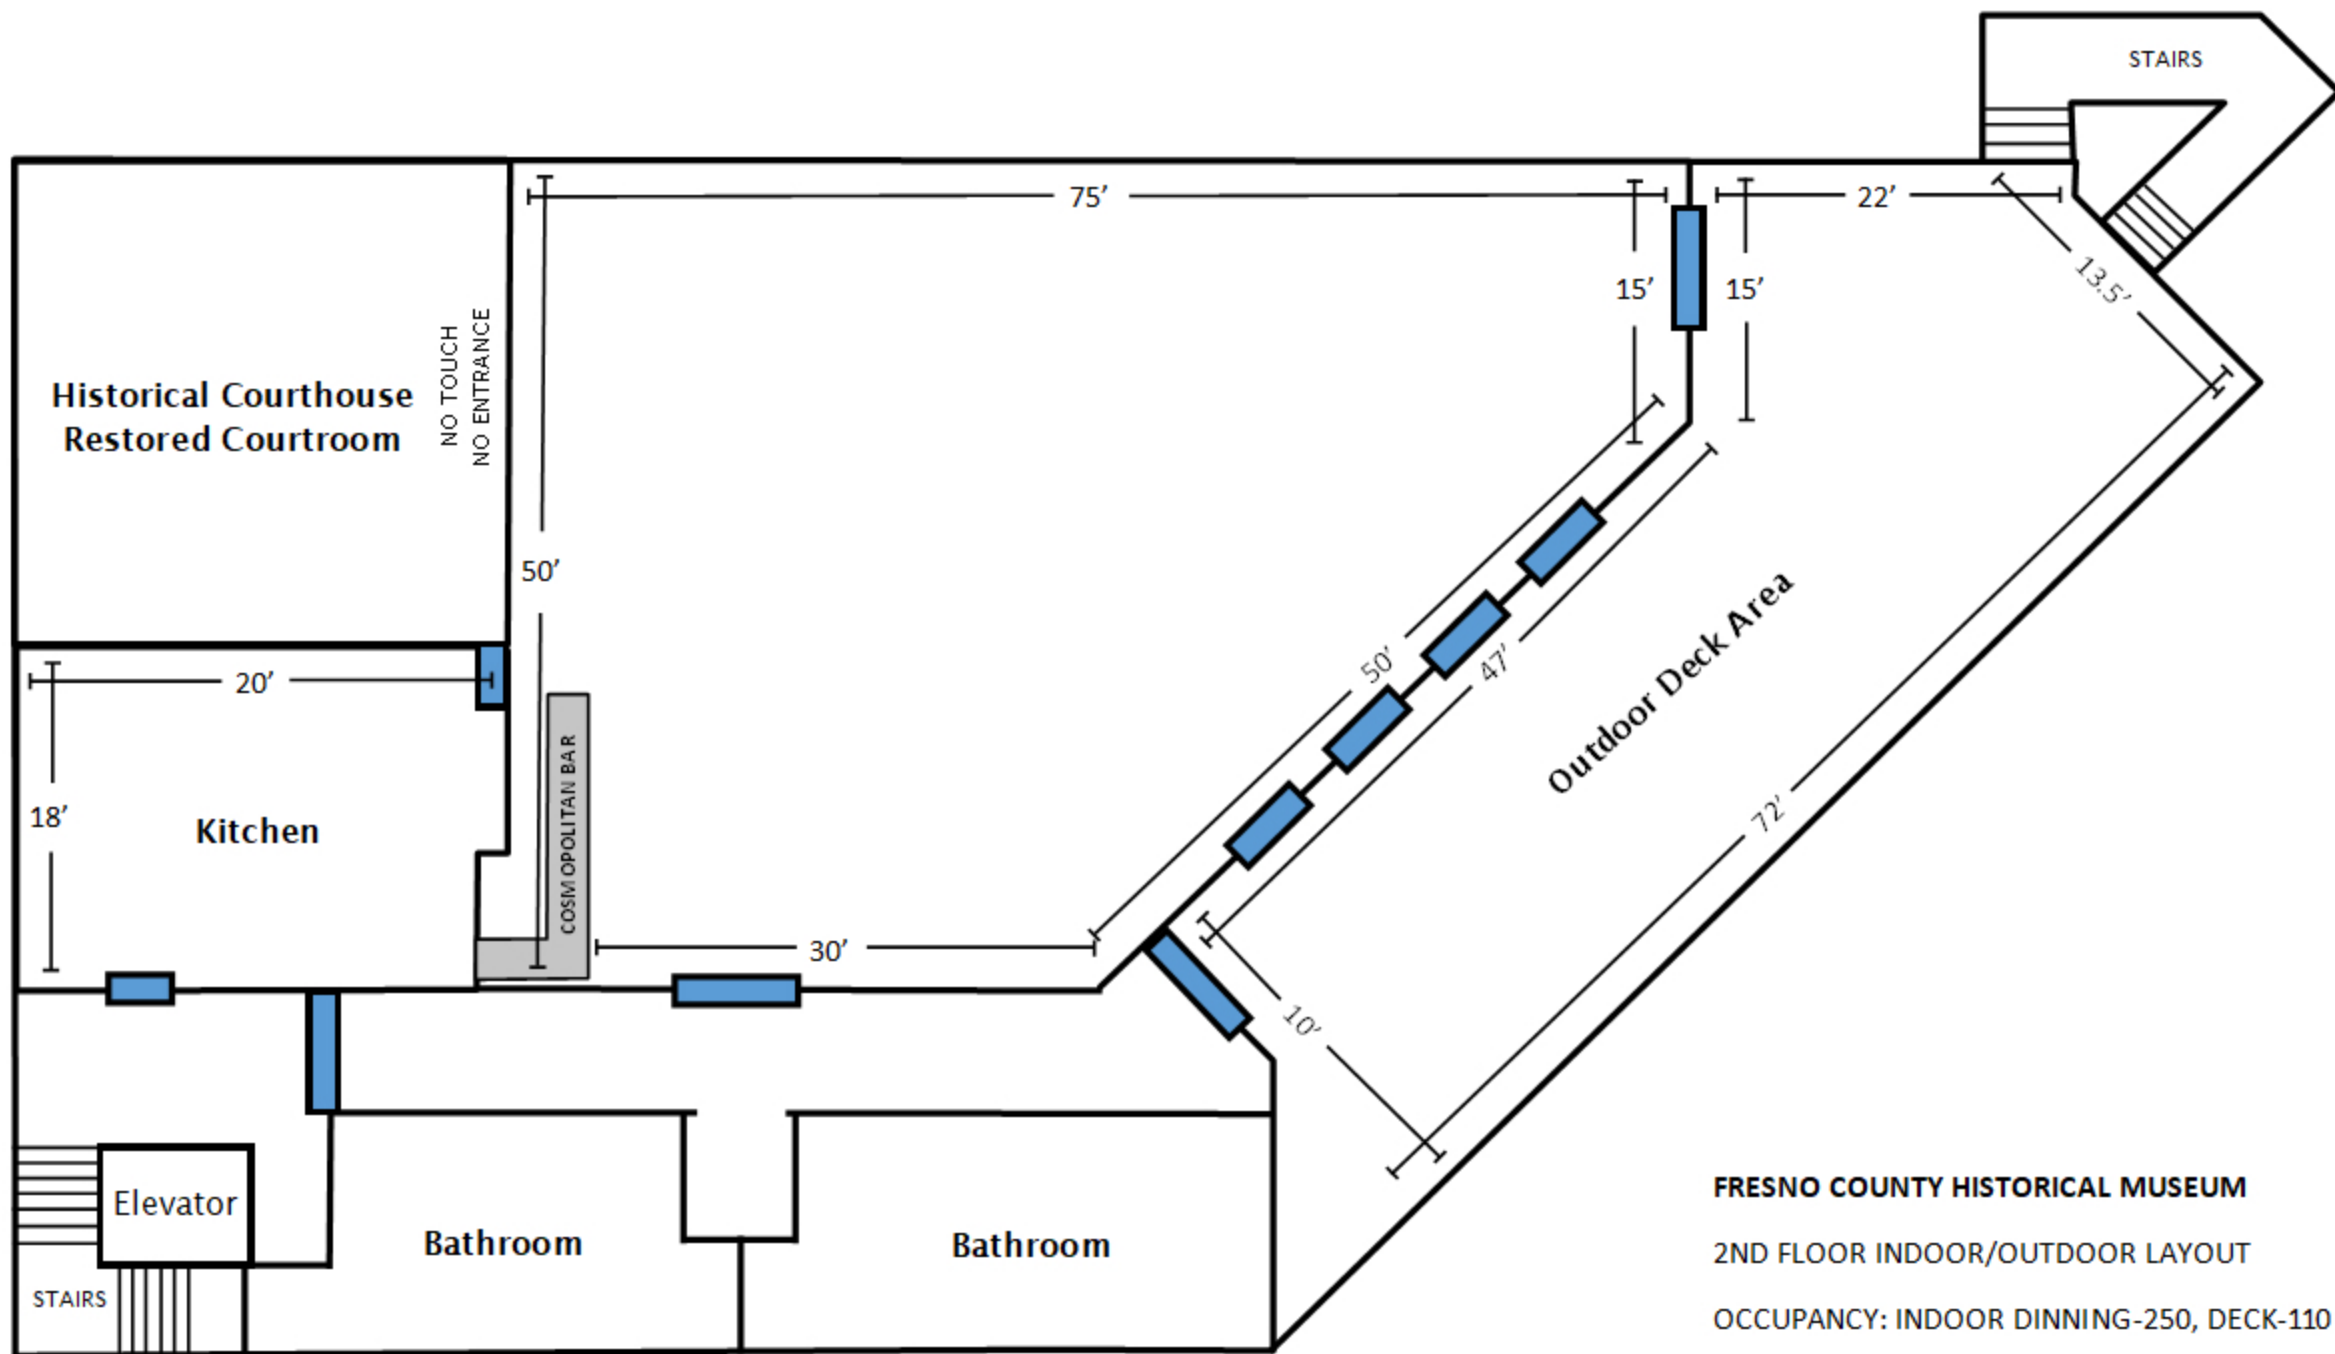 STAIRS
75’
22’
15’
15’
13.5’
Historical Courthouse
Restored Courtroom
NO TOUCH
NO ENTRANCE
50’
20’
18’
Kitchen
COSMOPOLITAN BAR
30’
50’
47’
Outdoor Deck Area
72’
10’
Elevator
STAIRS
Bathroom
Bathroom
FRESNO COUNTY HISTORICAL MUSEUM
2ND FLOOR INDOOR/OUTDOOR LAYOUT
OCCUPANCY: INDOOR DINNING-250, DECK-110